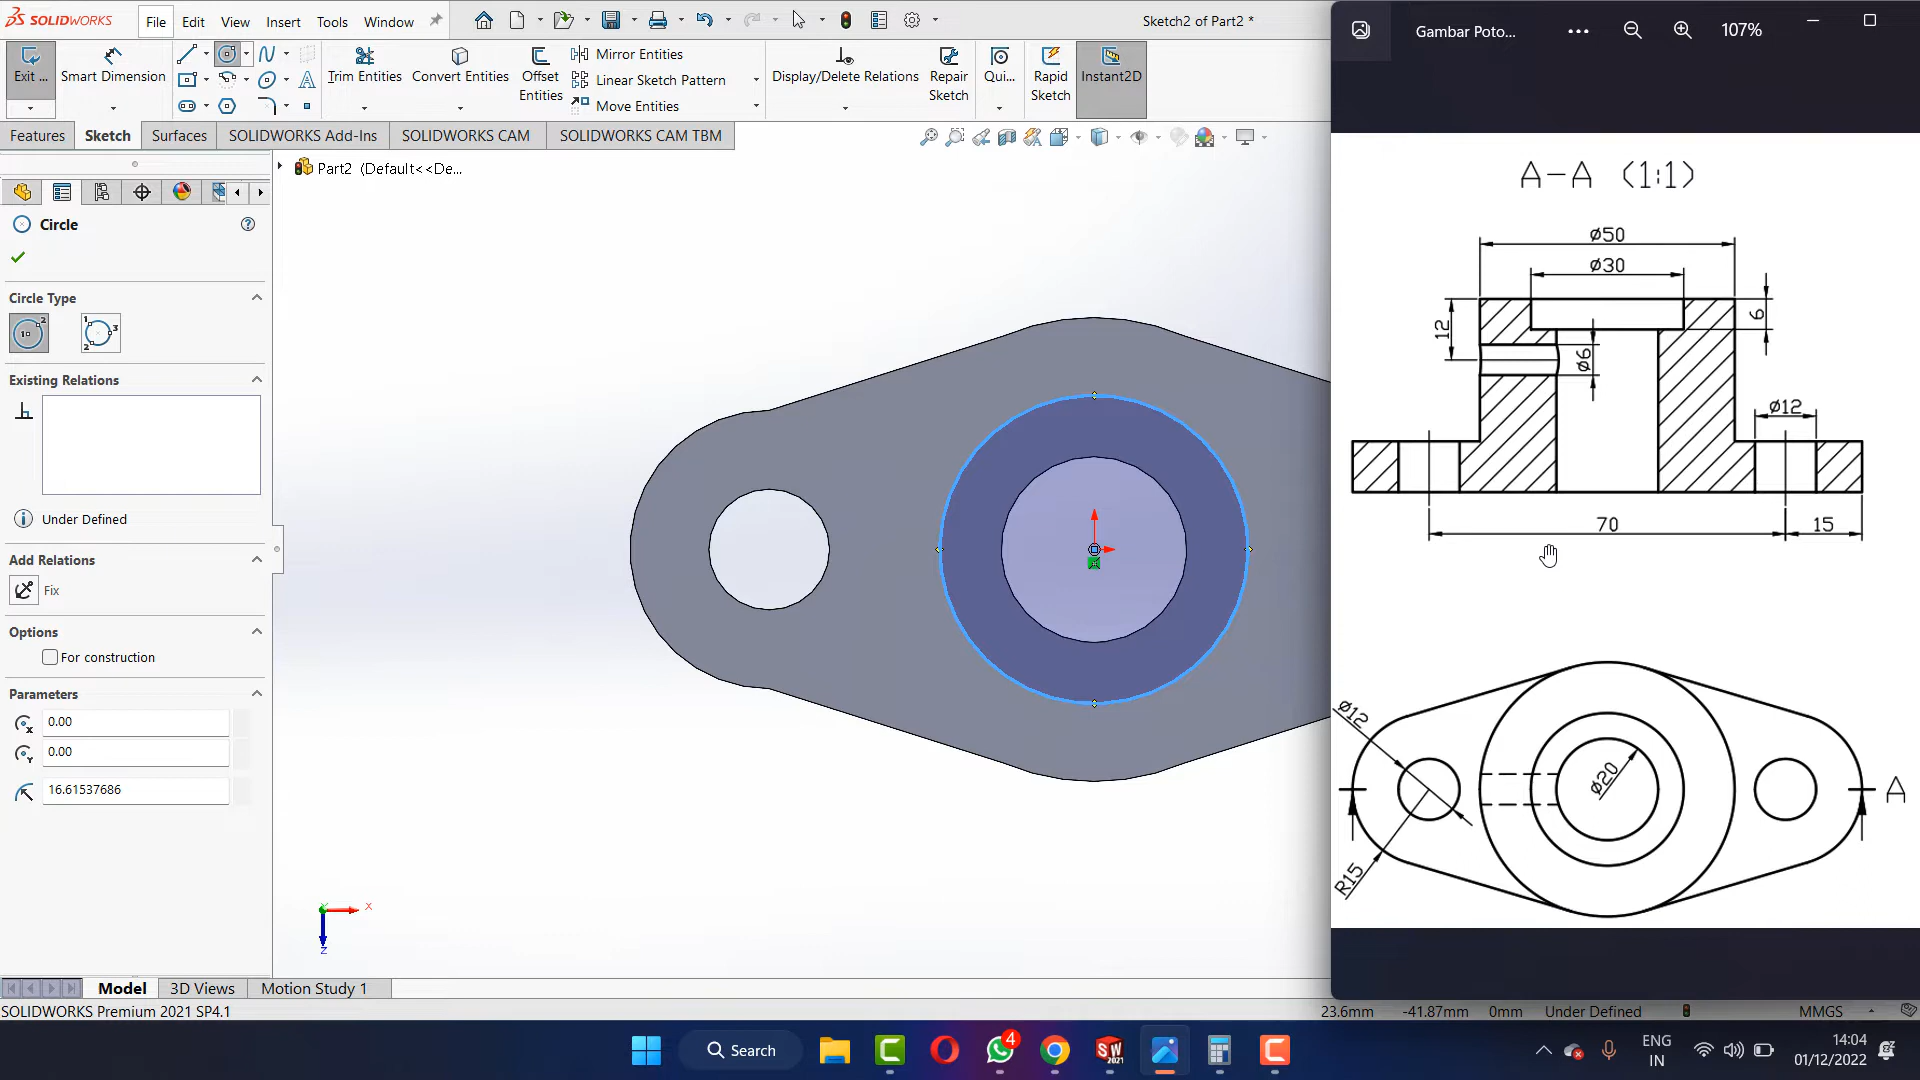 SOLIDWORKS
File Edit View Insert Tools Window
Sketch2 of Part2 *
Exit ...
Smart Dimension
Trim Entities
Convert Entities
Offset Entities
Mirror Entities
Linear Sketch Pattern
Move Entities
Display/Delete Relations
Repair Sketch
Qui...
Rapid Sketch
Instant2D
Features Sketch Surfaces SOLIDWORKS Add-Ins SOLIDWORKS CAM SOLIDWORKS CAM TBM
Part2 (Default<<De...
Circle
Circle Type
Existing Relations
Under Defined
Add Relations
Fix
Options
For construction
Parameters
0.00
0.00
16.61537686
X
Z
Model 3D Views Motion Study 1
SOLIDWORKS Premium 2021 SP4.1
23.6mm -41.87mm 0mm Under Defined MMGS
Gambar Poto...
107%
A-A (1:1)
ø50
ø30
12
6
ø6
ø12
70
15
ø12
ø20
R15
A
Search
4
SW
2021
ENG
IN
14:04
01/12/2022